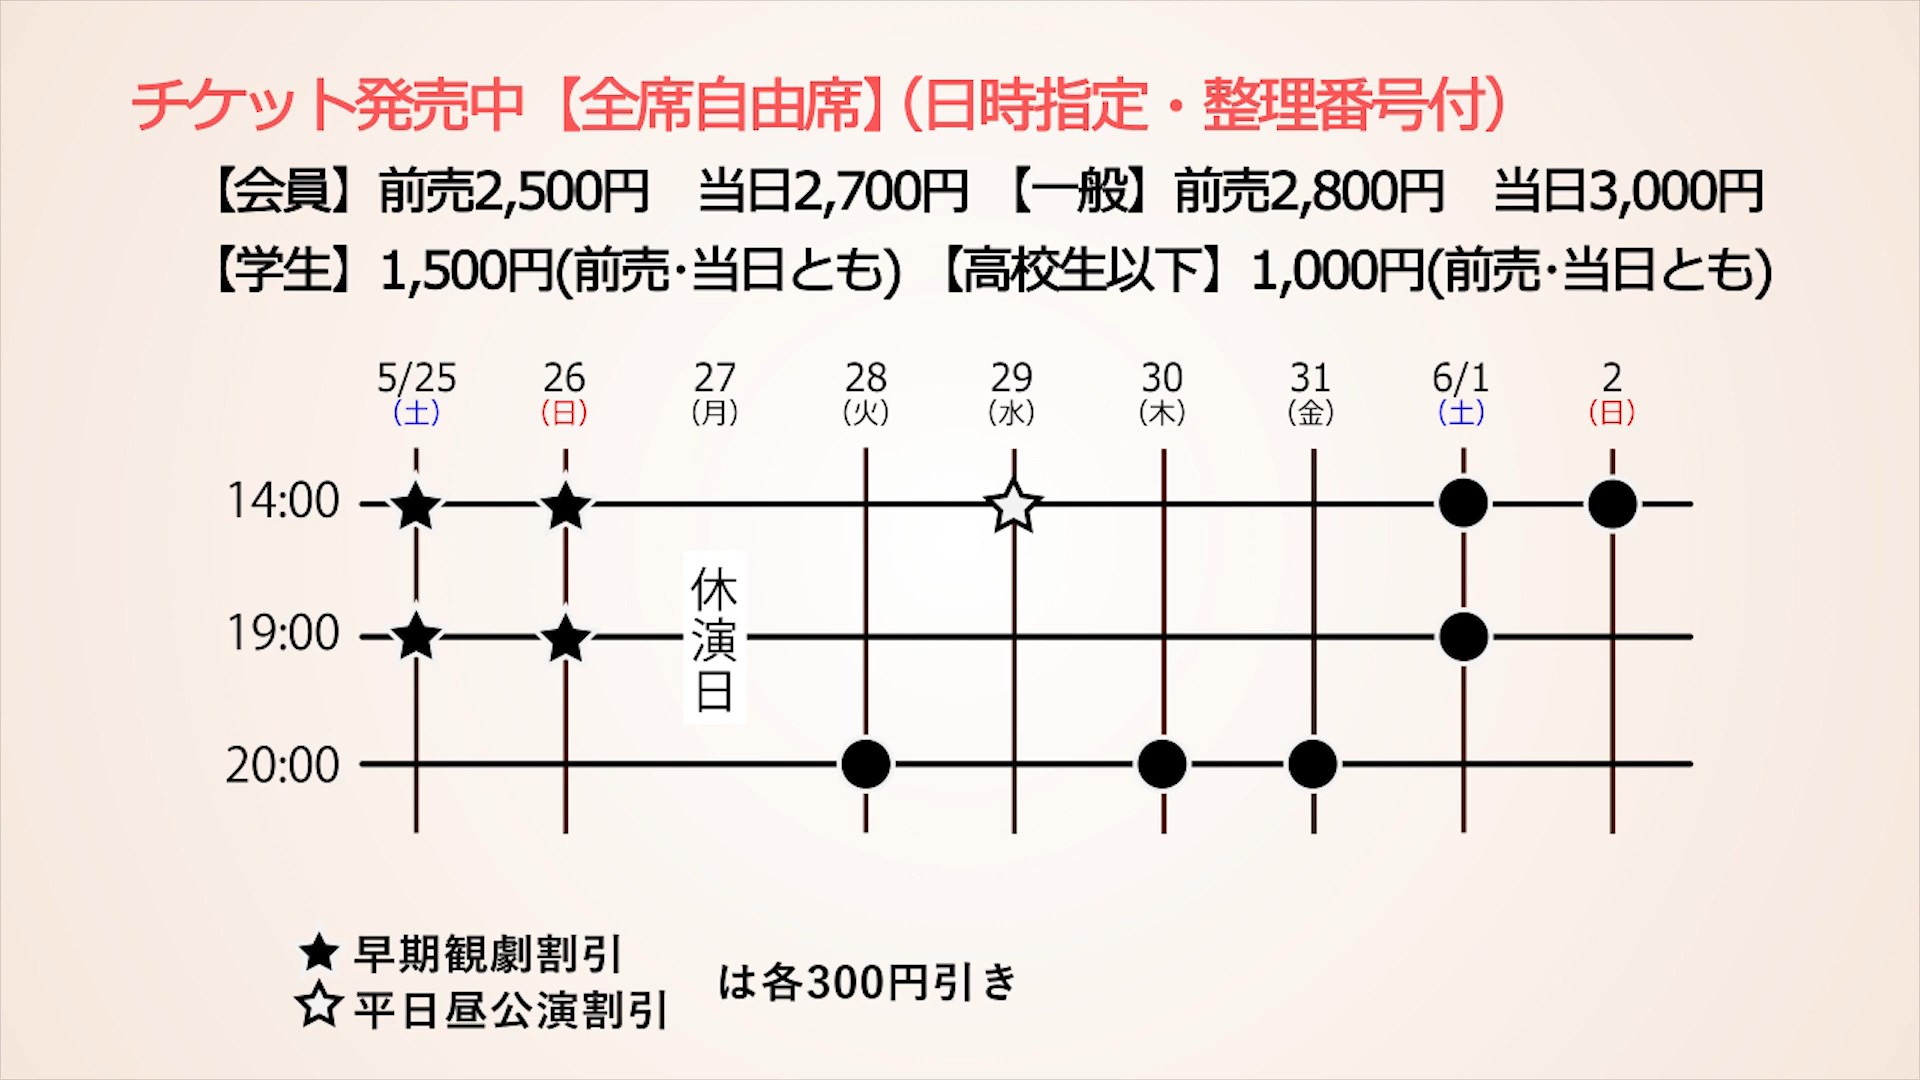 チケット発売中【全席自由席】（日時指定・整理番号付）
【会員】前売2,500円　当日2,700円【一般】前売2,800円　当日3,000円
【学生】1,500円(前売・当日とも)【高校生以下】1,000円(前売・当日とも)
5/25 26 27 28 29 30 31 6/1 2
（土）（日）（月）（火）（水）（木）（金）（土）（日）
14:00 ★ ★ ☆ ● ●
19:00 ★ ★ ●
休演日
20:00 ● ● ●
★早期観劇割引
☆平日昼公演割引
は各300円引き